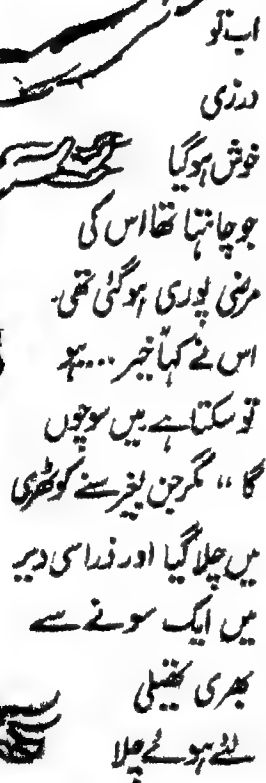 اب تو
درزی
خوش ہوگیا
جو چاہتا تھا اس کی
مرضی پوری ہوگئی تھی۔
اس نے کہا خیر ... ہو
تو سکتا ہے میں سوچوں
گا " مگر جن بغیر سنے کوٹھری
میں چلا گیا اور ذرا سی دیر
میں ایک سونے سے
بھری تھیلی
لئے ہوئے چلا